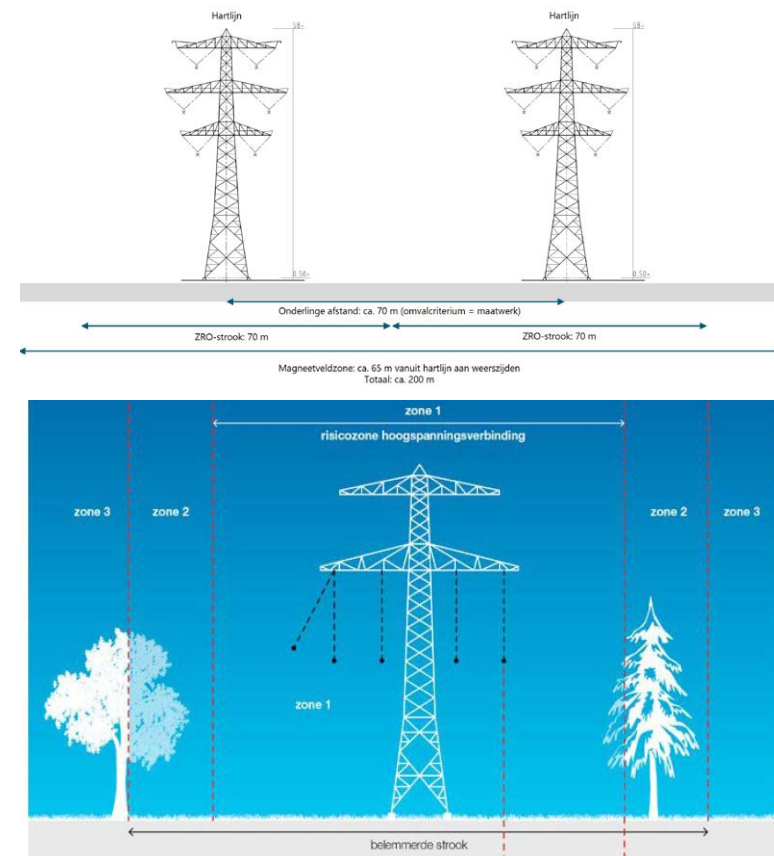 Hartlijn Hartlijn
58+ 58+
0,50+ 0,50+
Onderlinge afstand: ca. 70 m (omvalcriterium = maatwerk)
ZRO-strook: 70 m ZRO-strook: 70 m
Magneetveldzone: ca. 65 m vanuit hartlijn aan weerszijden
Totaal: ca. 200 m
zone 1
risicozone hoogspanningsverbinding
zone 3 zone 2 zone 2 zone 3
zone 1
belemmerde strook